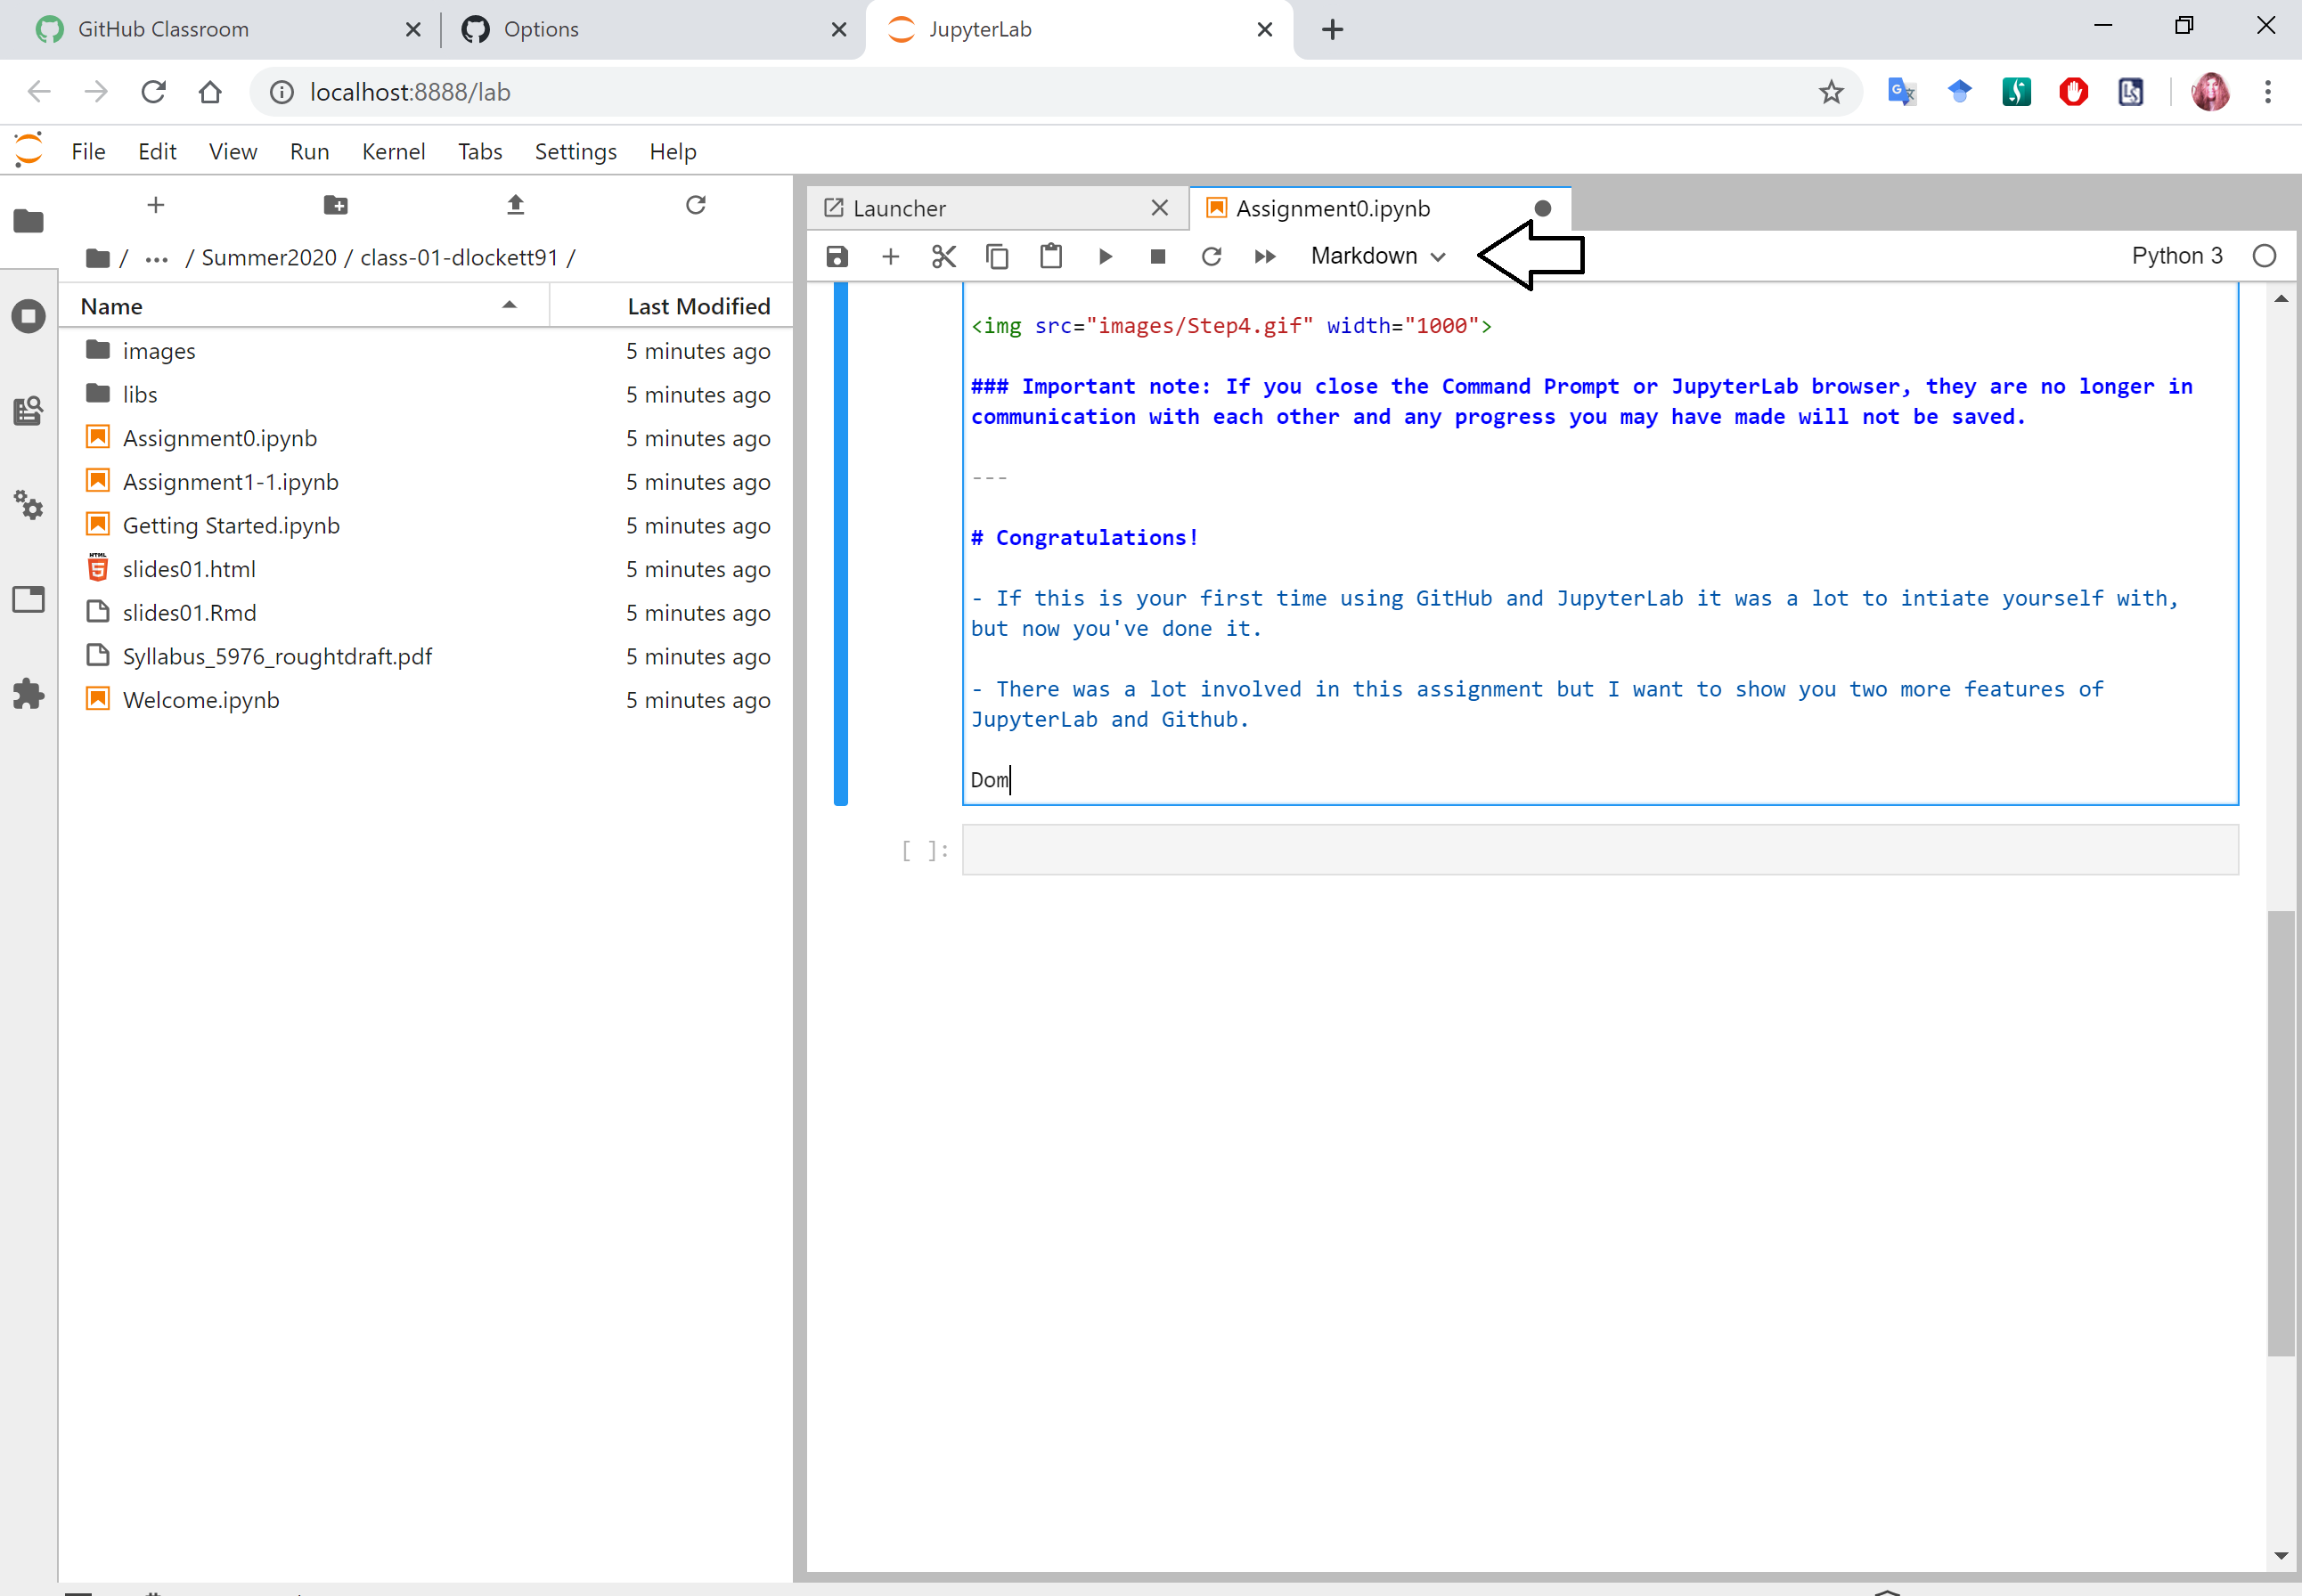 GitHub Classroom
Options
JupyterLab
localhost:8888/lab
File Edit View Run Kernel Tabs Settings Help
/ ... / Summer2020 / class-01-dlockett91 /
Name Last Modified
images 5 minutes ago
libs 5 minutes ago
Assignment0.ipynb 5 minutes ago
Assignment1-1.ipynb 5 minutes ago
Getting Started.ipynb 5 minutes ago
HTML 5
slides01.html 5 minutes ago
slides01.Rmd 5 minutes ago
Syllabus_5976_roughtdraft.pdf 5 minutes ago
Welcome.ipynb 5 minutes ago
Launcher
Assignment0.ipynb
Markdown
Python 3
<img src="images/Step4.gif" width="1000">
### Important note: If you close the Command Prompt or JupyterLab browser, they are no longer in
communication with each other and any progress you may have made will not be saved.
---
# Congratulations!
- If this is your first time using GitHub and JupyterLab it was a lot to intiate yourself with,
but now you've done it.
- There was a lot involved in this assignment but I want to show you two more features of
JupyterLab and Github.
Dom
[ ]: